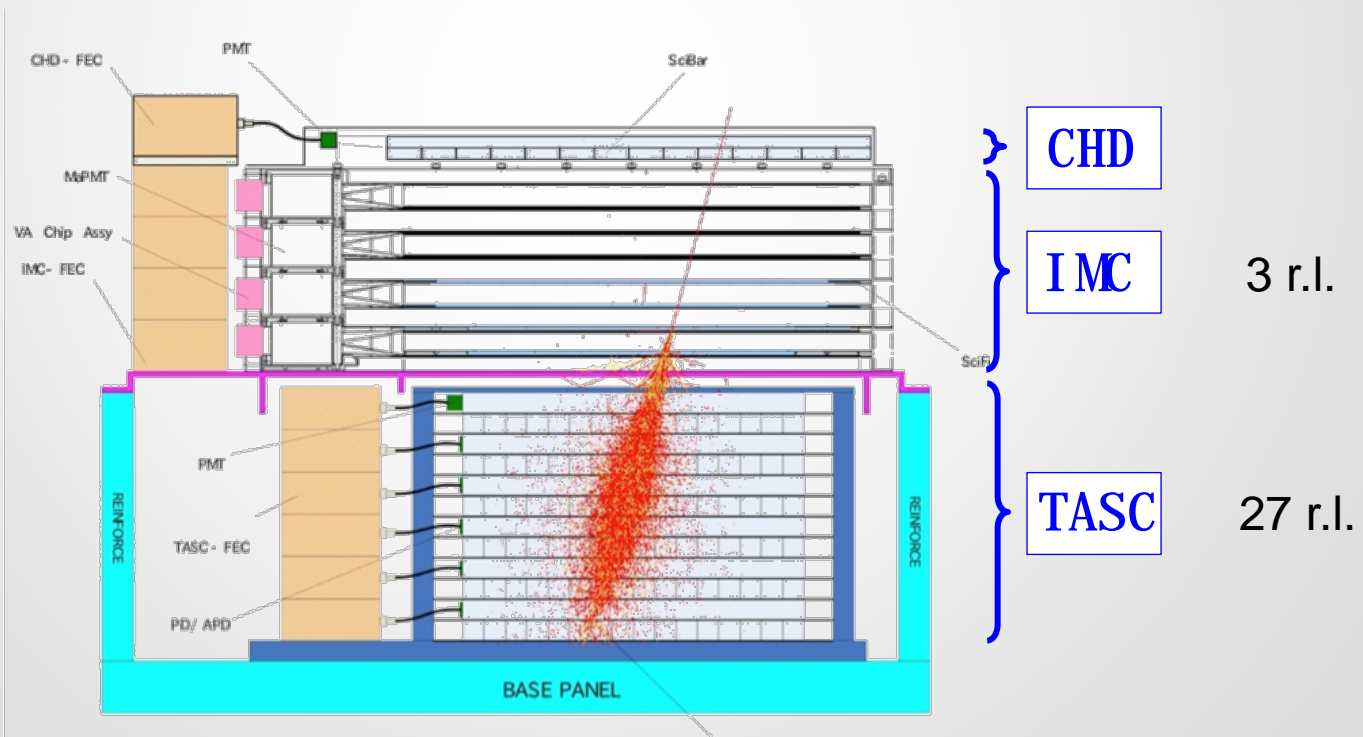 PMT
CHD - FEC
SciBar
CHD
MaPMT
VA Chip Assy
IMC- FEC
IMC
3 r.l.
SciFi
PMT
REINFORCE
REINFORCE
TASC
27 r.l.
TASC - FEC
PD/ APD
BASE PANEL